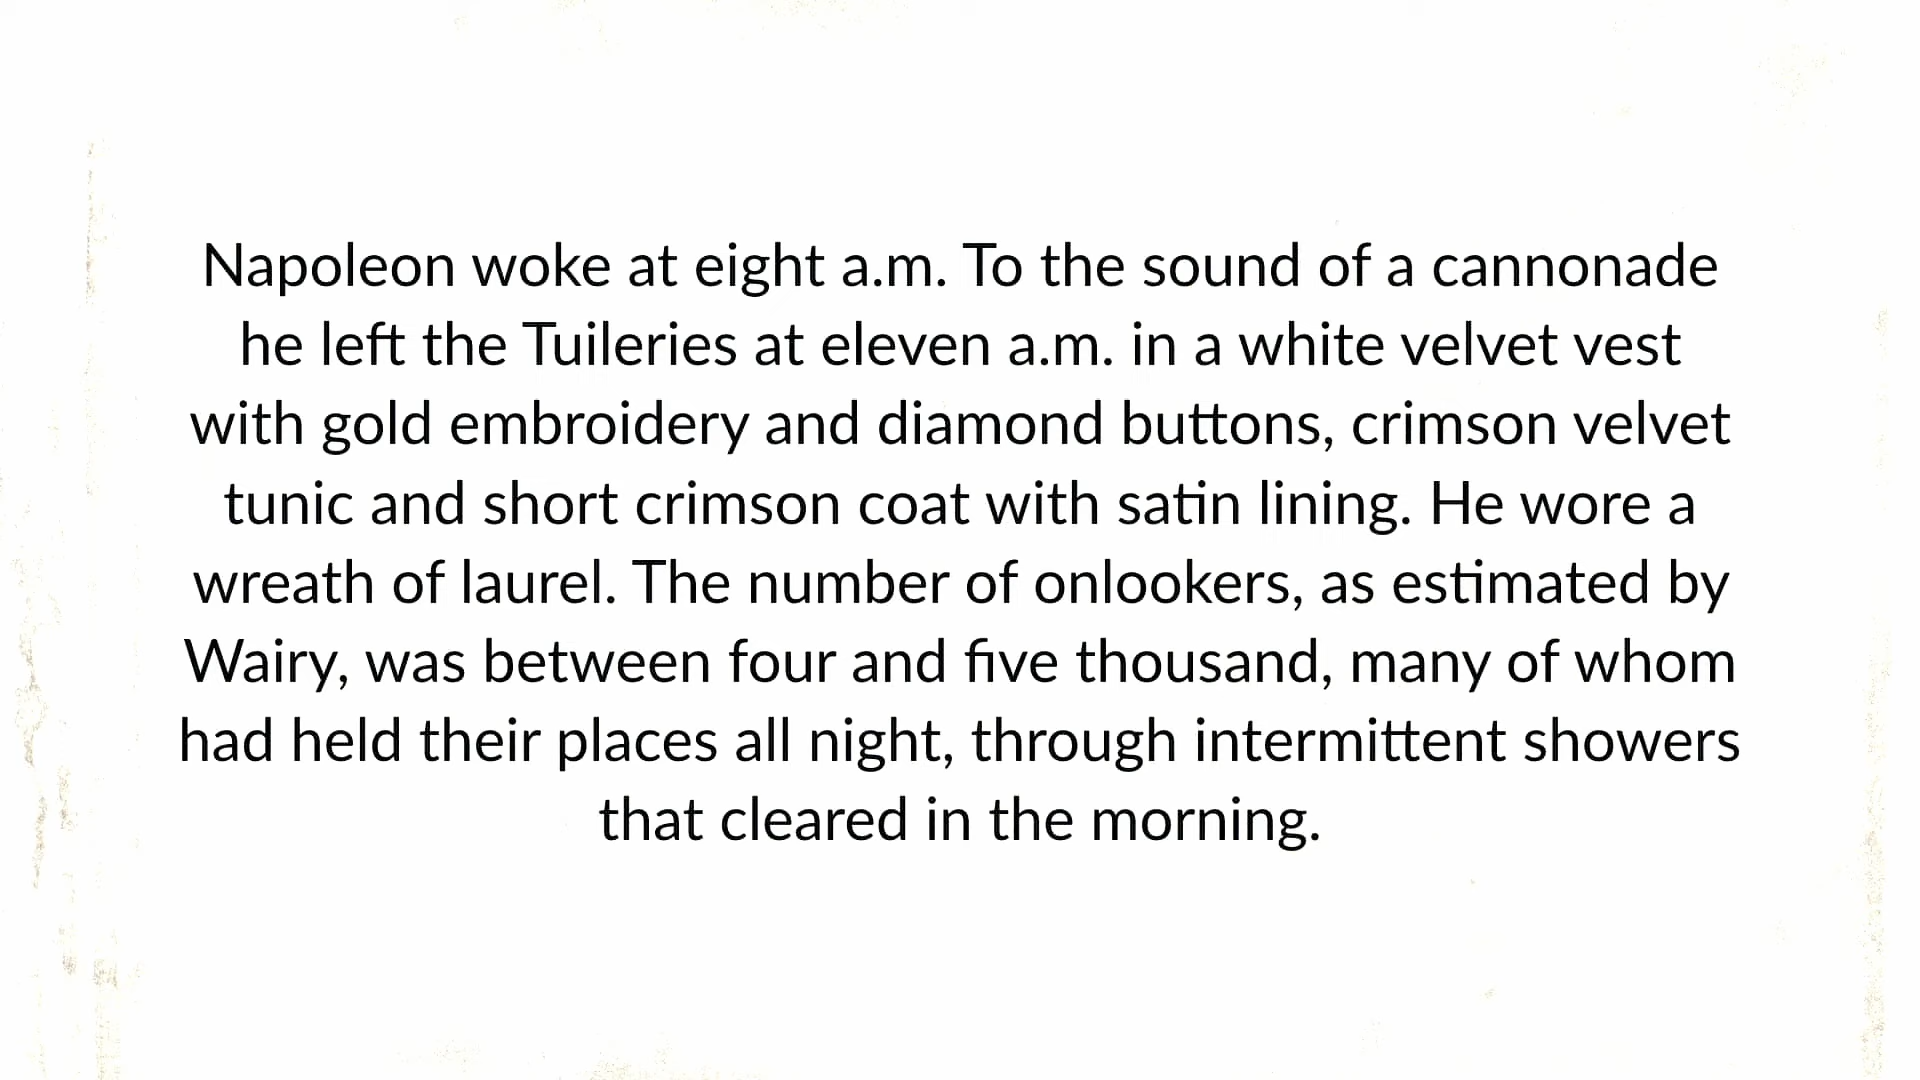 Napoleon woke at eight a.m. To the sound of a cannonade
he left the Tuileries at eleven a.m. in a white velvet vest
with gold embroidery and diamond buttons, crimson velvet
tunic and short crimson coat with satin lining. He wore a
wreath of laurel. The number of onlookers, as estimated by
Wairy, was between four and five thousand, many of whom
had held their places all night, through intermittent showers
that cleared in the morning.